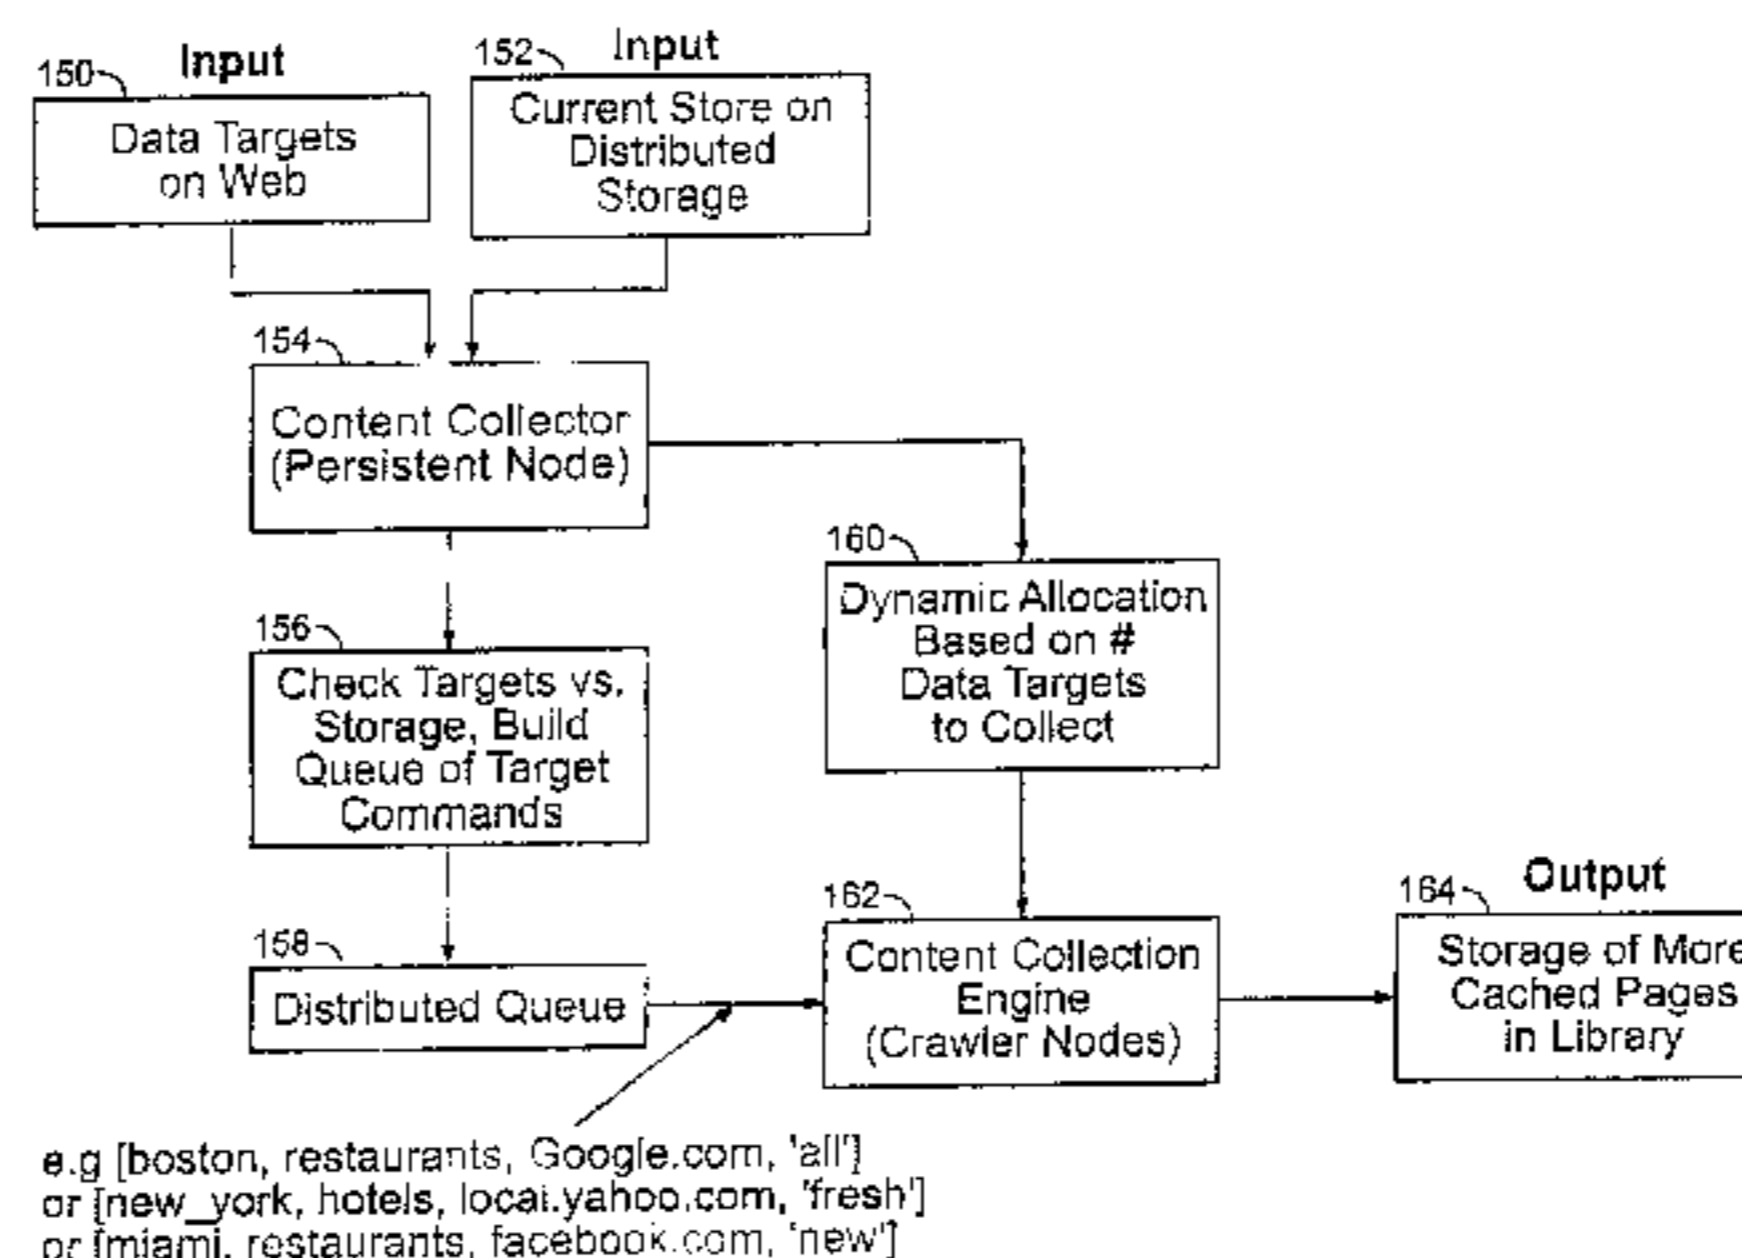 Input
150
Data Targets
on Web
Input
152
Current Store on
Distributed
Storage
154
Content Collector
(Persistent Node)
156
Check Targets vs.
Storage, Build
Queue of Target
Commands
158
Distributed Queue
160
Dynamic Allocation
Based on #
Data Targets
to Collect
162
Content Collection
Engine
(Crawler Nodes)
Output
164
Storage of More
Cached Pages
in Library
e.g [boston, restaurants, Google.com, 'all']
or [new_york, hotels, local.yahoo.com, 'fresh']
or [miami, restaurants, facebook.com, 'new']